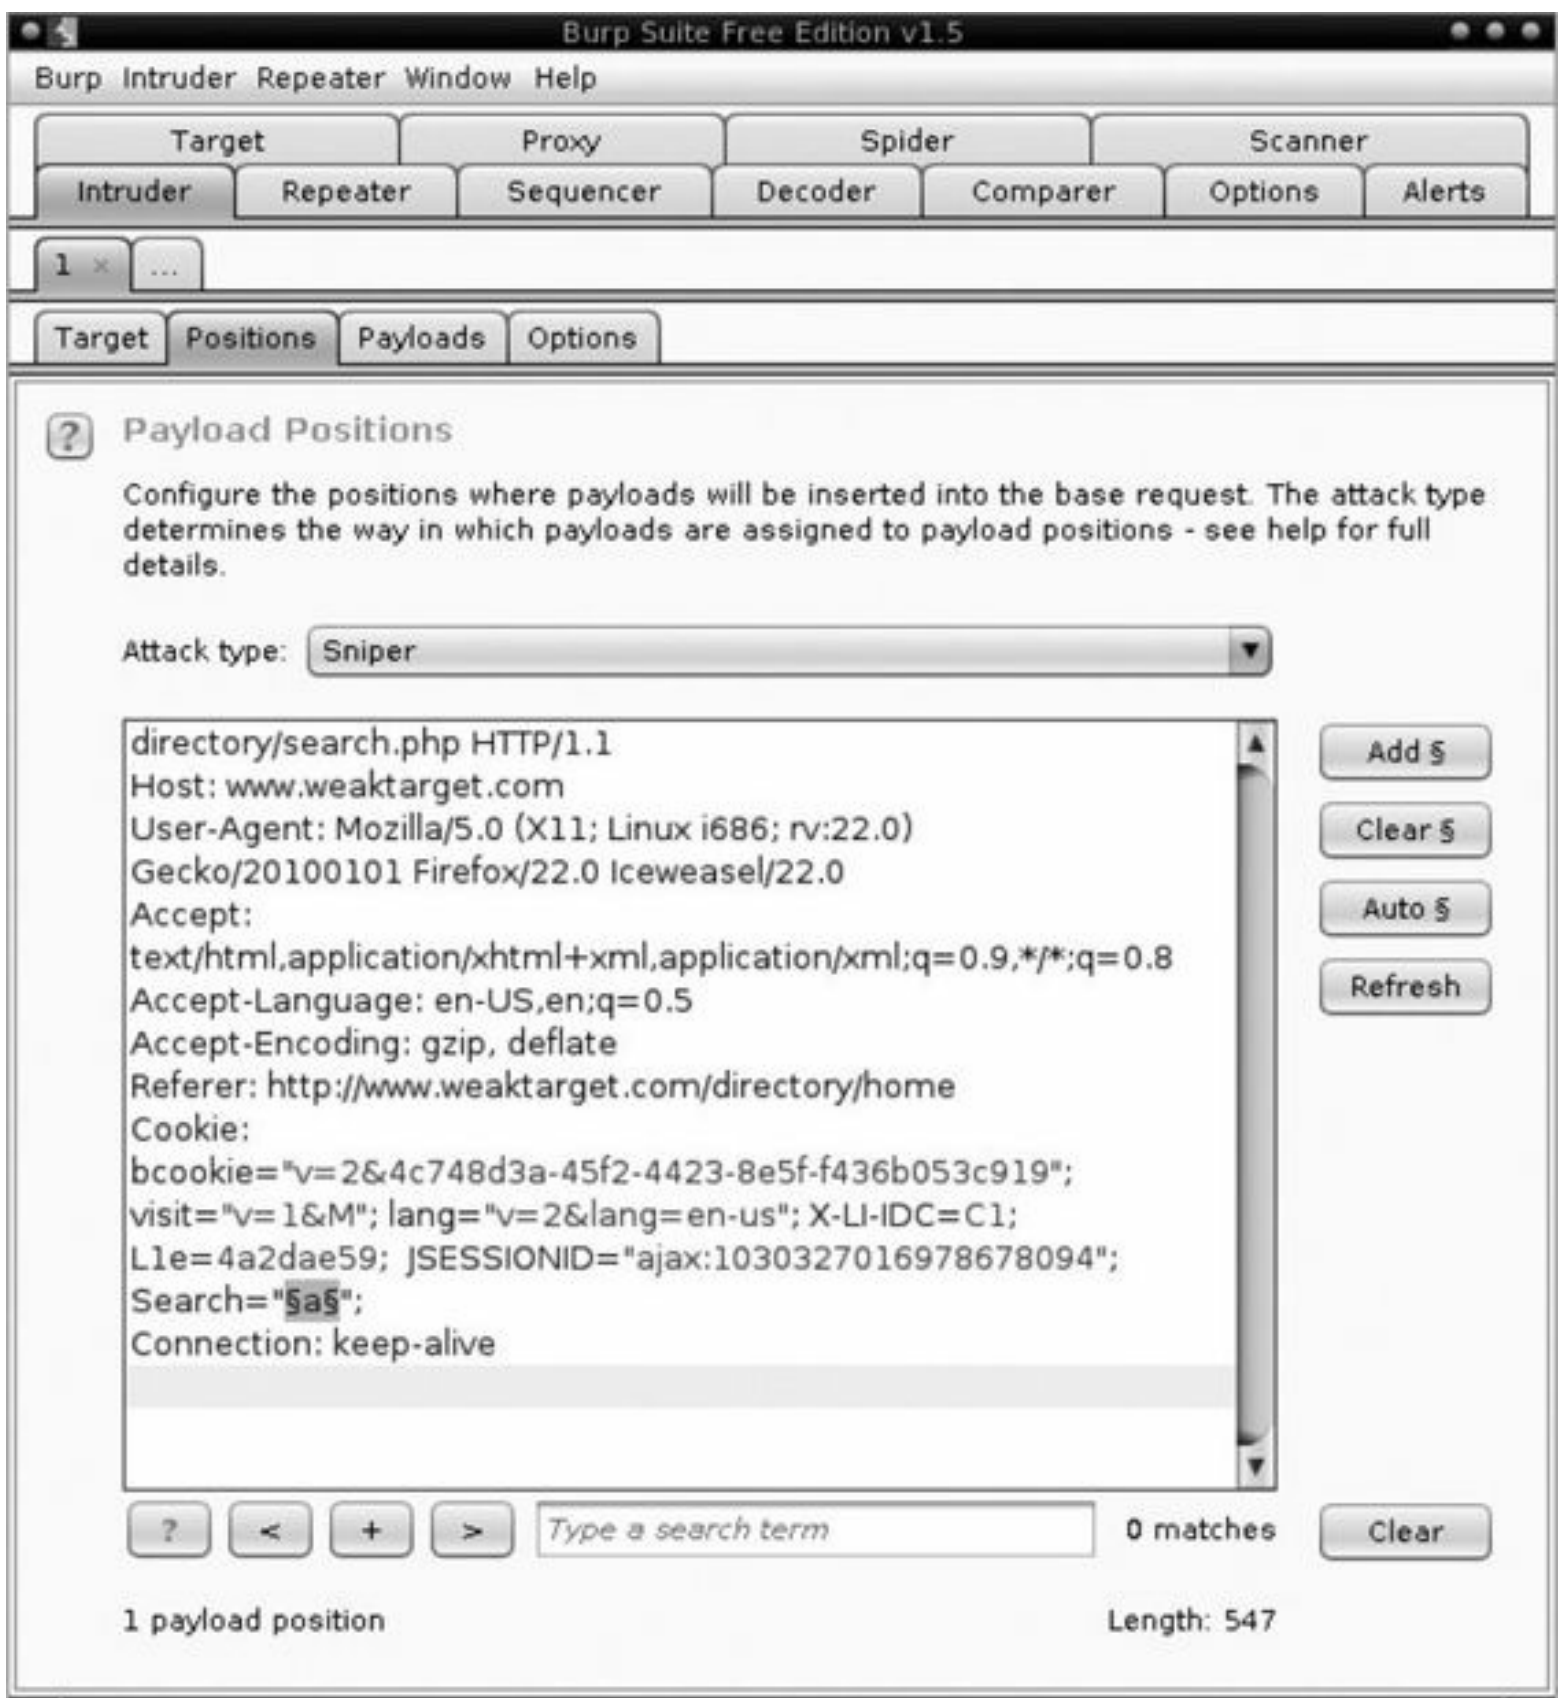 Burp Suite Free Edition v1.5
Burp Intruder Repeater Window Help
Target Proxy Spider Scanner
Intruder Repeater Sequencer Decoder Comparer Options Alerts
1 × ...
Target Positions Payloads Options
? Payload Positions
Configure the positions where payloads will be inserted into the base request. The attack type
determines the way in which payloads are assigned to payload positions - see help for full
details.
Attack type: Sniper
directory/search.php HTTP/1.1
Host: www.weaktarget.com
User-Agent: Mozilla/5.0 (X11; Linux i686; rv:22.0)
Gecko/20100101 Firefox/22.0 Iceweasel/22.0
Accept:
text/html,application/xhtml+xml,application/xml;q=0.9,*/*;q=0.8
Accept-Language: en-US,en;q=0.5
Accept-Encoding: gzip, deflate
Referer: http://www.weaktarget.com/directory/home
Cookie:
bcookie="v=2&4c748d3a-45f2-4423-8e5f-f436b053c919";
visit="v=1&M"; lang="v=2&lang=en-us"; X-LI-IDC=C1;
L1e=4a2dae59; JSESSIONID="ajax:1030327016978678094";
Search="§a§";
Connection: keep-alive
Add §
Clear §
Auto §
Refresh
? < + > Type a search term 0 matches Clear
1 payload position Length: 547